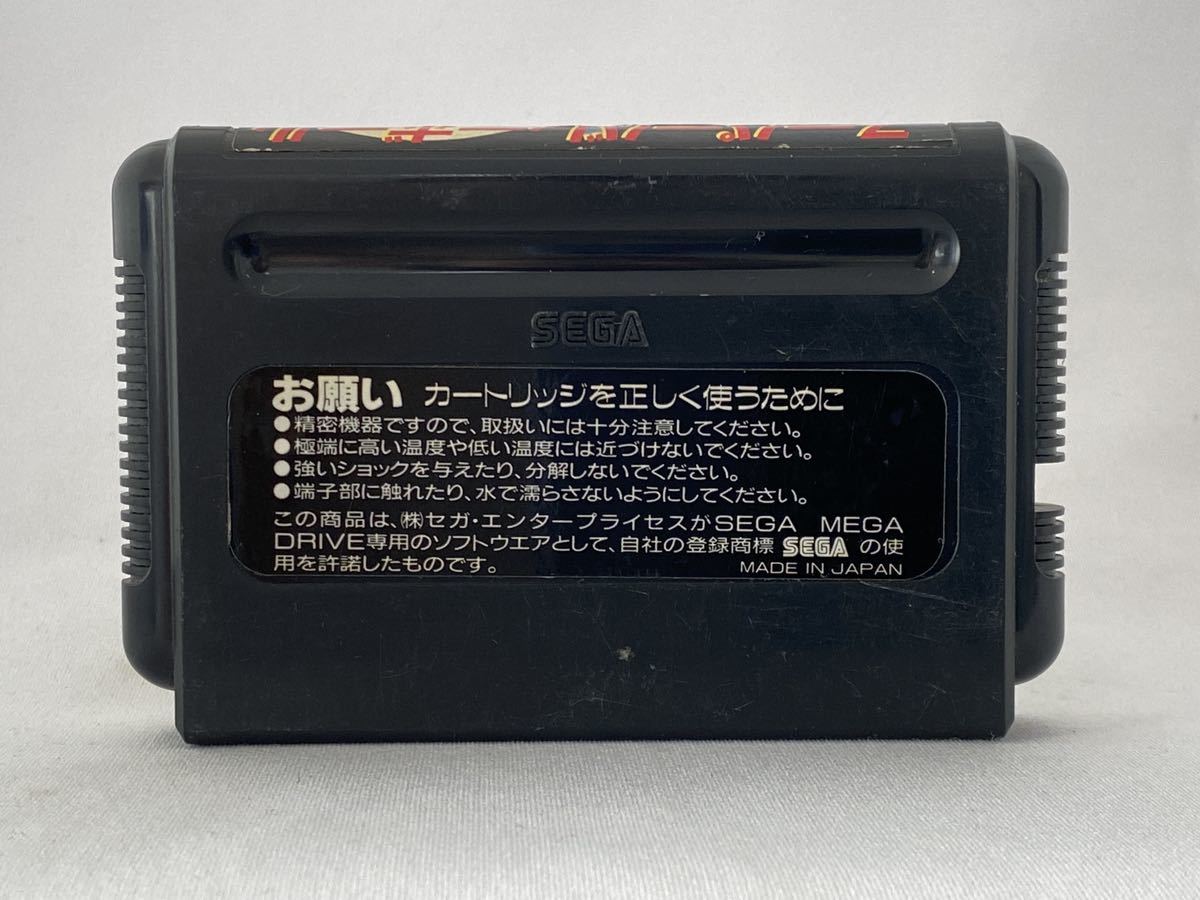 SEGA
お願い カートリッジを正しく使うために
●精密機器ですので、取扱いには十分注意してください。
●極端に高い温度や低い温度には近づけないでください。
●強いショックを与えたり、分解しないでください。
●端子部に触れたり、水で濡らさないようにしてください。
この商品は、㈱セガ・エンタープライセスがSEGA MEGA
DRIVE専用のソフトウエアとして、自社の登録商標 SEGA の使
用を許諾したものです。 MADE IN JAPAN